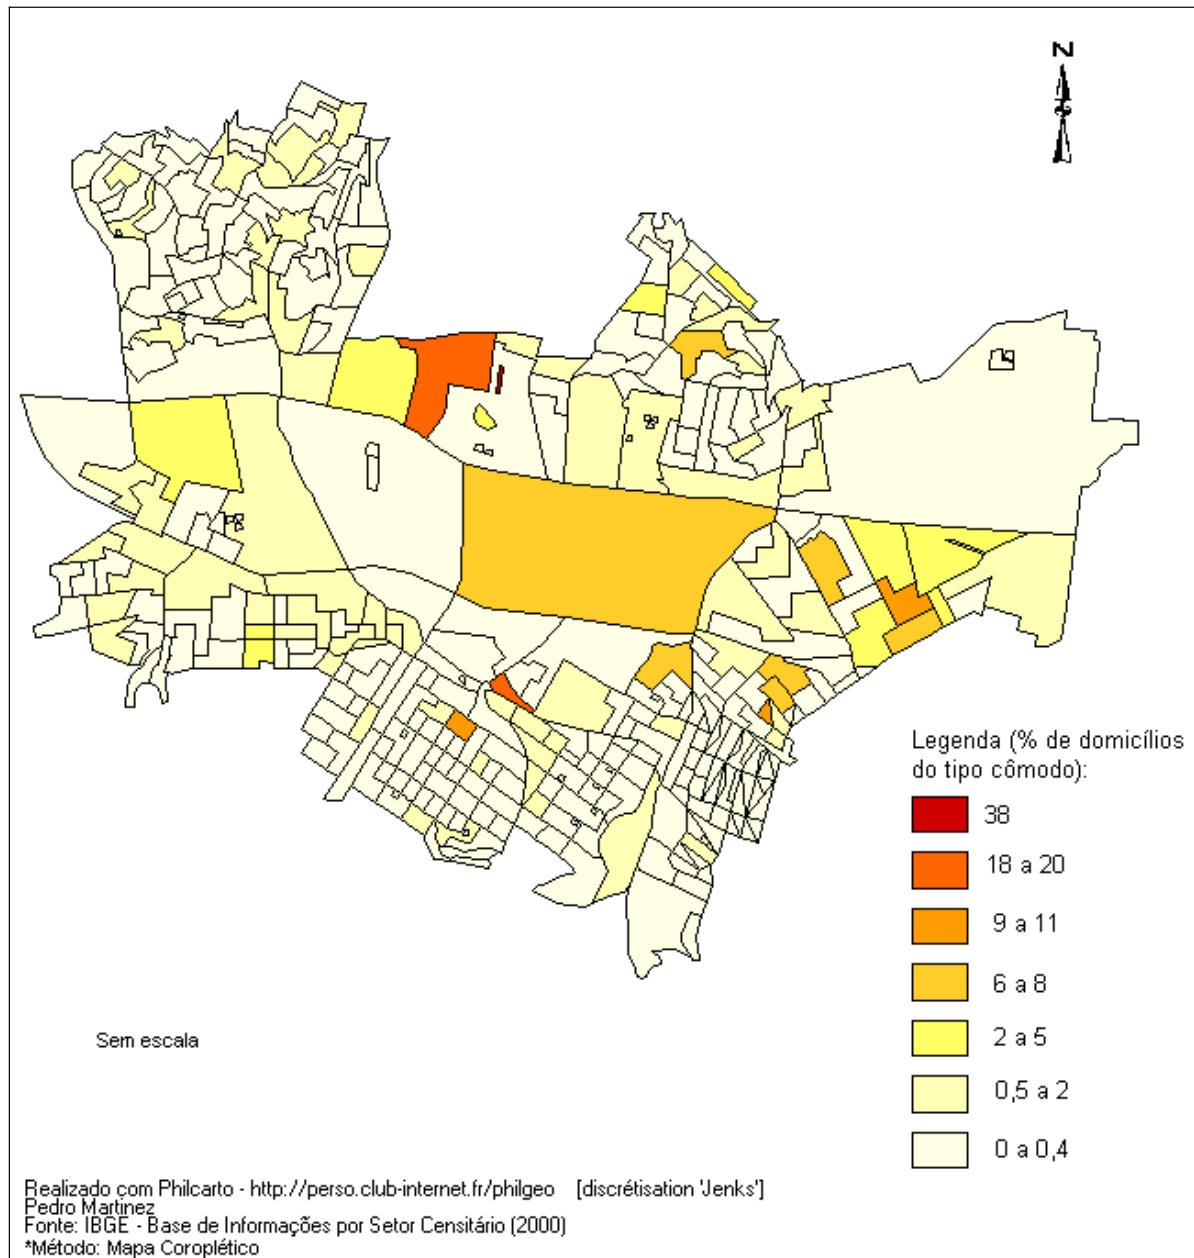 N
Legenda (% de domicílios
do tipo cômodo):
38
18 a 20
9 a 11
6 a 8
2 a 5
0,5 a 2
0 a 0,4
Sem escala
Realizado com Philcarto - http://perso.club-internet.fr/philgeo [discrétisation 'Jenks']
Pedro Martinez
Fonte: IBGE - Base de Informações por Setor Censitário (2000)
*Método: Mapa Coroplético